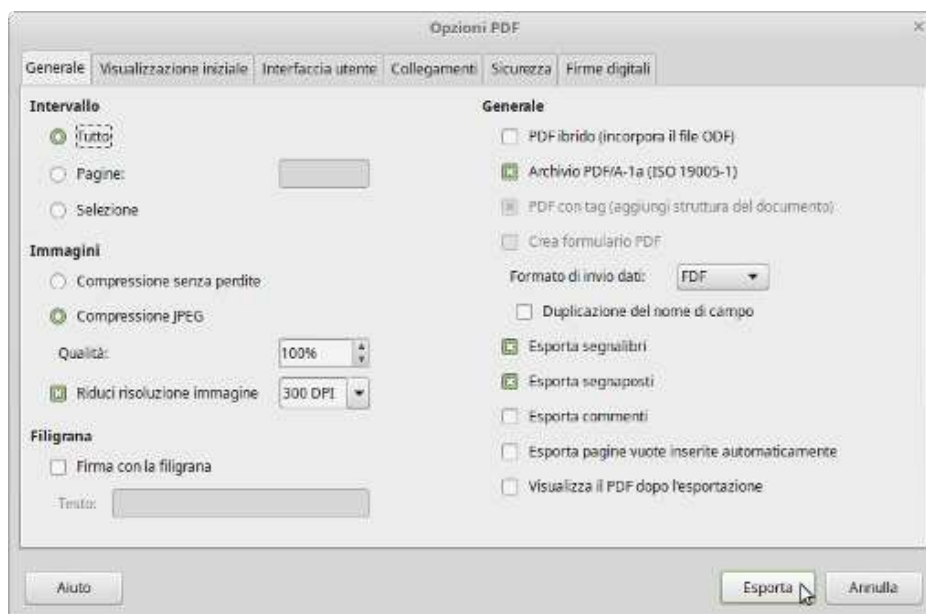 Opzioni PDF
Generale Visualizzazione iniziale Interfaccia utente Collegamenti Sicurezza Firme digitali
Intervallo
Tutto
Pagine:
Selezione
Immagini
Compressione senza perdite
Compressione JPEG
Qualità: 100%
Riduci risoluzione immagine 300 DPI
Filigrana
Firma con la filigrana
Testo:
Generale
PDF ibrido (incorpora il file ODF)
Archivio PDF/A-1a (ISO 19005-1)
PDF con tag (aggiungi struttura del documento)
Crea formulario PDF
Formato di invio dati: FDF
Duplicazione del nome di campo
Esporta segnalibri
Esporta segnaposti
Esporta commenti
Esporta pagine vuote inserite automaticamente
Visualizza il PDF dopo l'esportazione
Aiuto Esporta Annulla